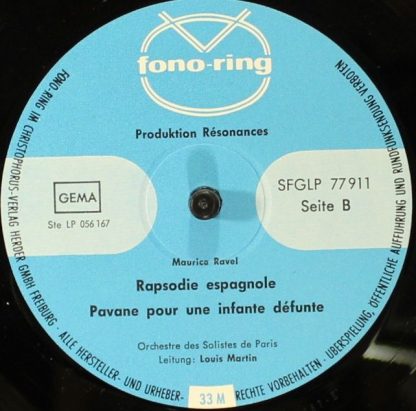 fono-ring
Produktion Résonances
GEMA
Ste LP 056 167
SFGLP 77 911
Seite B
Maurice Ravel
Rapsodie espagnole
Pavane pour une infante défunte
Orchestre des Solistes de Paris
Leitung: Louis Martin
33 M
FONO-RING IM CHRISTOPHORUS-VERLAG HERDER GMBH FREIBURG · ALLE HERSTELLER- UND URHEBER-RECHTE VORBEHALTEN · ÜBERSPIELUNG, ÖFFENTLICHE AUFFÜHRUNG UND RUNDFUNKSENDUNG VERBOTEN